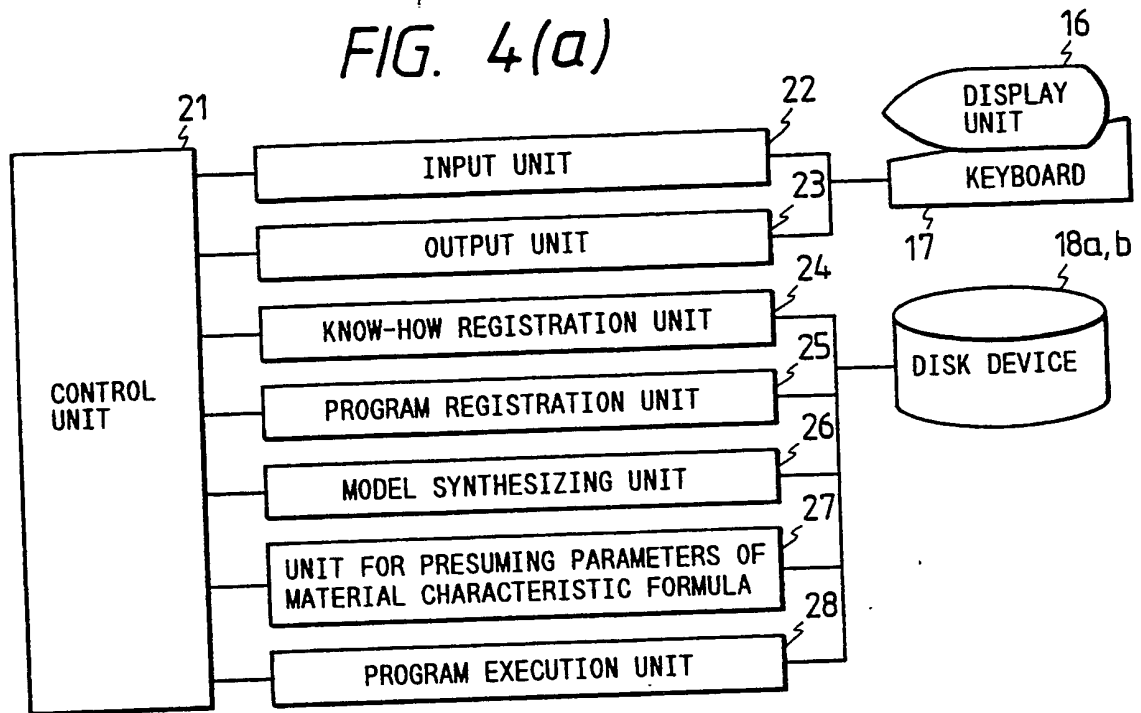 FIG. 4(a)
16
DISPLAY
UNIT
21
22
INPUT UNIT
KEYBOARD
23
17
OUTPUT UNIT
18a,b
24
KNOW-HOW REGISTRATION UNIT
DISK DEVICE
25
CONTROL
UNIT
PROGRAM REGISTRATION UNIT
26
MODEL SYNTHESIZING UNIT
27
UNIT FOR PRESUMING PARAMETERS OF
MATERIAL CHARACTERISTIC FORMULA
28
PROGRAM EXECUTION UNIT